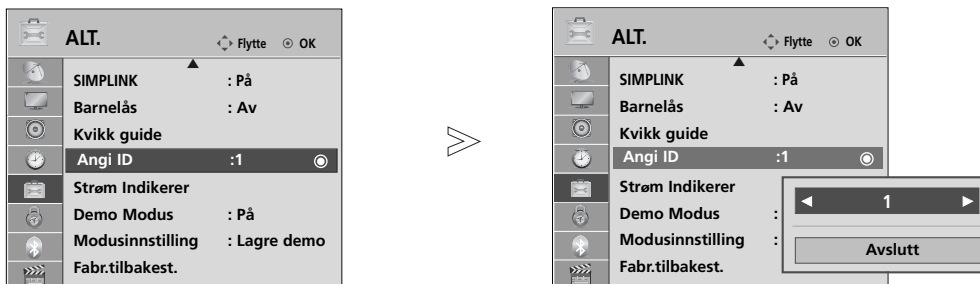 ALT. Flytte OK
SIMPLINK : På
Barnelås : Av
Kvikk guide
Angi ID :1
Strøm Indikerer
Demo Modus : På
Modusinnstilling : Lagre demo
Fabr.tilbakest.
ALT. Flytte OK
SIMPLINK : På
Barnelås : Av
Kvikk guide
Angi ID :1
Strøm Indikerer
Demo Modus :
Modusinnstilling :
Fabr.tilbakest.
1
Avslutt